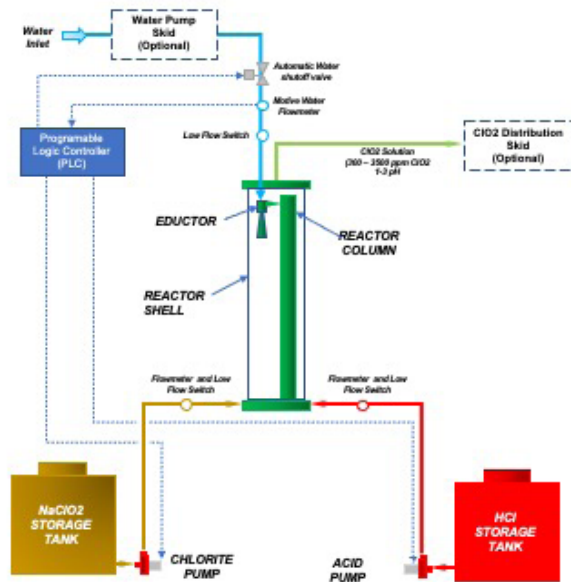 Water
Inlet
Water Pump
Skid
(Optional)
Automatic Water
shutoff valve
Motive Water
Flowmeter
Low Flow Switch
Programable
Logic Controller
(PLC)
ClO2 Solution
(200 – 3500 ppm ClO2
1-3 pH
ClO2 Distribution
Skid
(Optional)
EDUCTOR
REACTOR
COLUMN
REACTOR
SHELL
Flowmeter and Low
Flow Switch
Flowmeter and Low
Flow Switch
NaClO2
STORAGE
TANK
HCl
STORAGE
TANK
CHLORITE
PUMP
ACID
PUMP